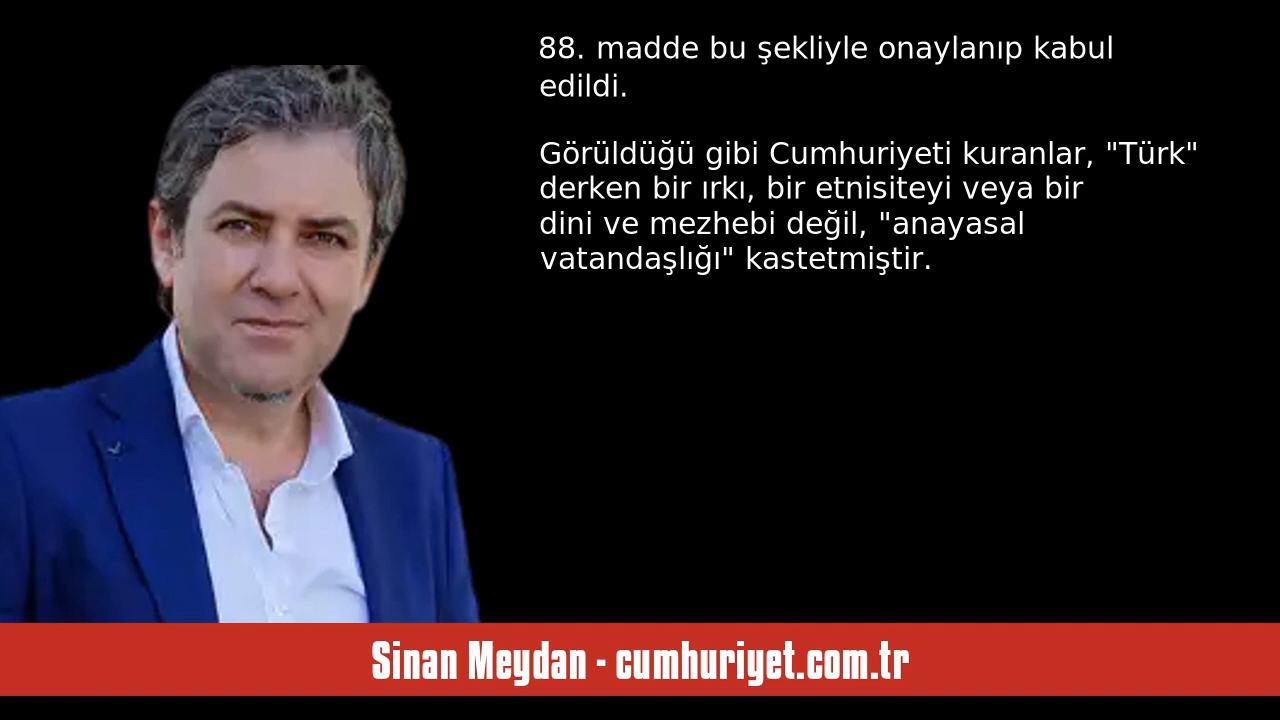 88. madde bu şekliyle onaylanıp kabul
edildi.
Görüldüğü gibi Cumhuriyeti kuranlar, "Türk"
derken bir ırkı, bir etnisiteyi veya bir
dini ve mezhebi değil, "anayasal
vatandaşlığı" kastetmiştir.
Sinan Meydan - cumhuriyet.com.tr